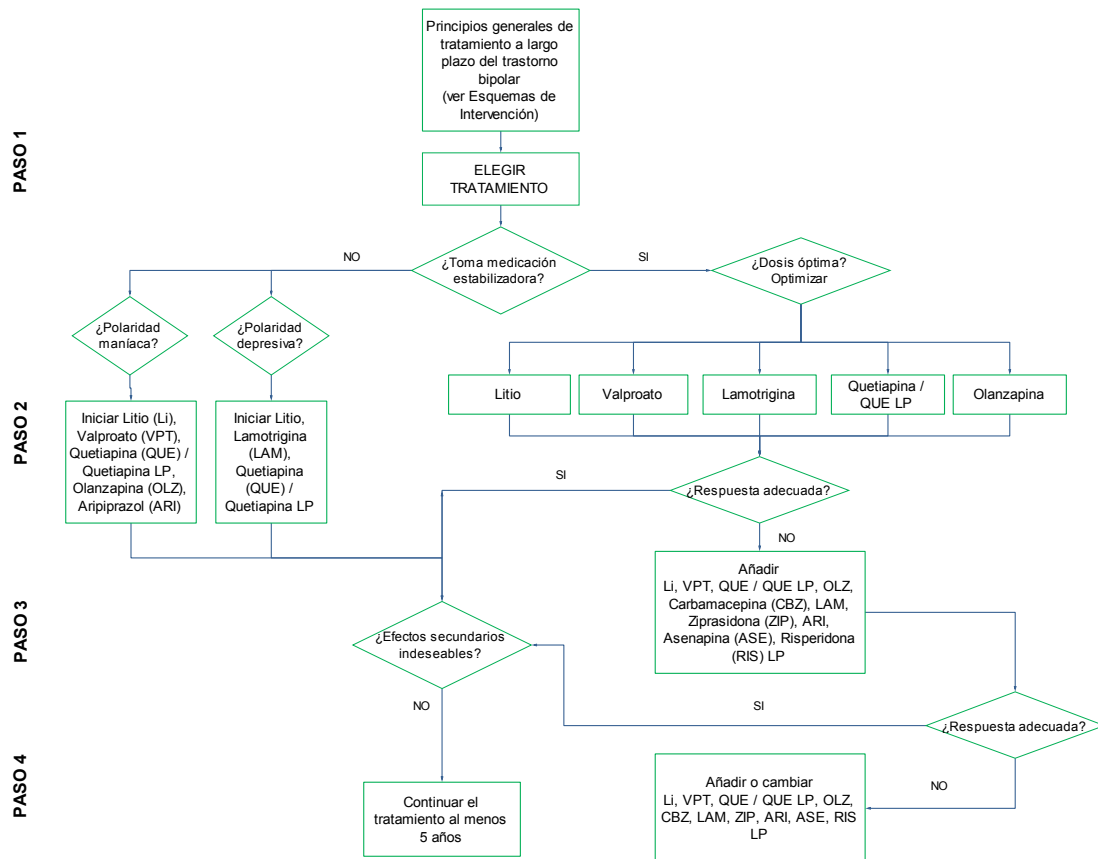 Principios generales de
tratamiento a largo
plazo del trastorno
bipolar
(ver Esquemas de
Intervención)
PASO 1
ELEGIR
TRATAMIENTO
¿Toma medicación
estabilizadora?
NO
SI
¿Dosis óptima?
Optimizar
¿Polaridad
maníaca?
¿Polaridad
depresiva?
PASO 2
Litio
Valproato
Lamotrigina
Quetiapina /
QUE LP
Olanzapina
Iniciar Litio (Li),
Valproato (VPT),
Quetiapina (QUE) /
Quetiapina LP,
Olanzapina (OLZ),
Aripiprazol (ARI)
Iniciar Litio,
Lamotrigina
(LAM),
Quetiapina
(QUE) /
Quetiapina LP
SI
¿Respuesta adecuada?
NO
PASO 3
Añadir
Li, VPT, QUE / QUE LP, OLZ,
Carbamacepina (CBZ), LAM,
Ziprasidona (ZIP), ARI,
Asenapina (ASE), Risperidona
(RIS) LP
¿Efectos secundarios
indeseables?
NO
SI
¿Respuesta adecuada?
NO
PASO 4
Continuar el
tratamiento al menos
5 años
Añadir o cambiar
Li, VPT, QUE / QUE LP, OLZ,
CBZ, LAM, ZIP, ARI, ASE, RIS
LP